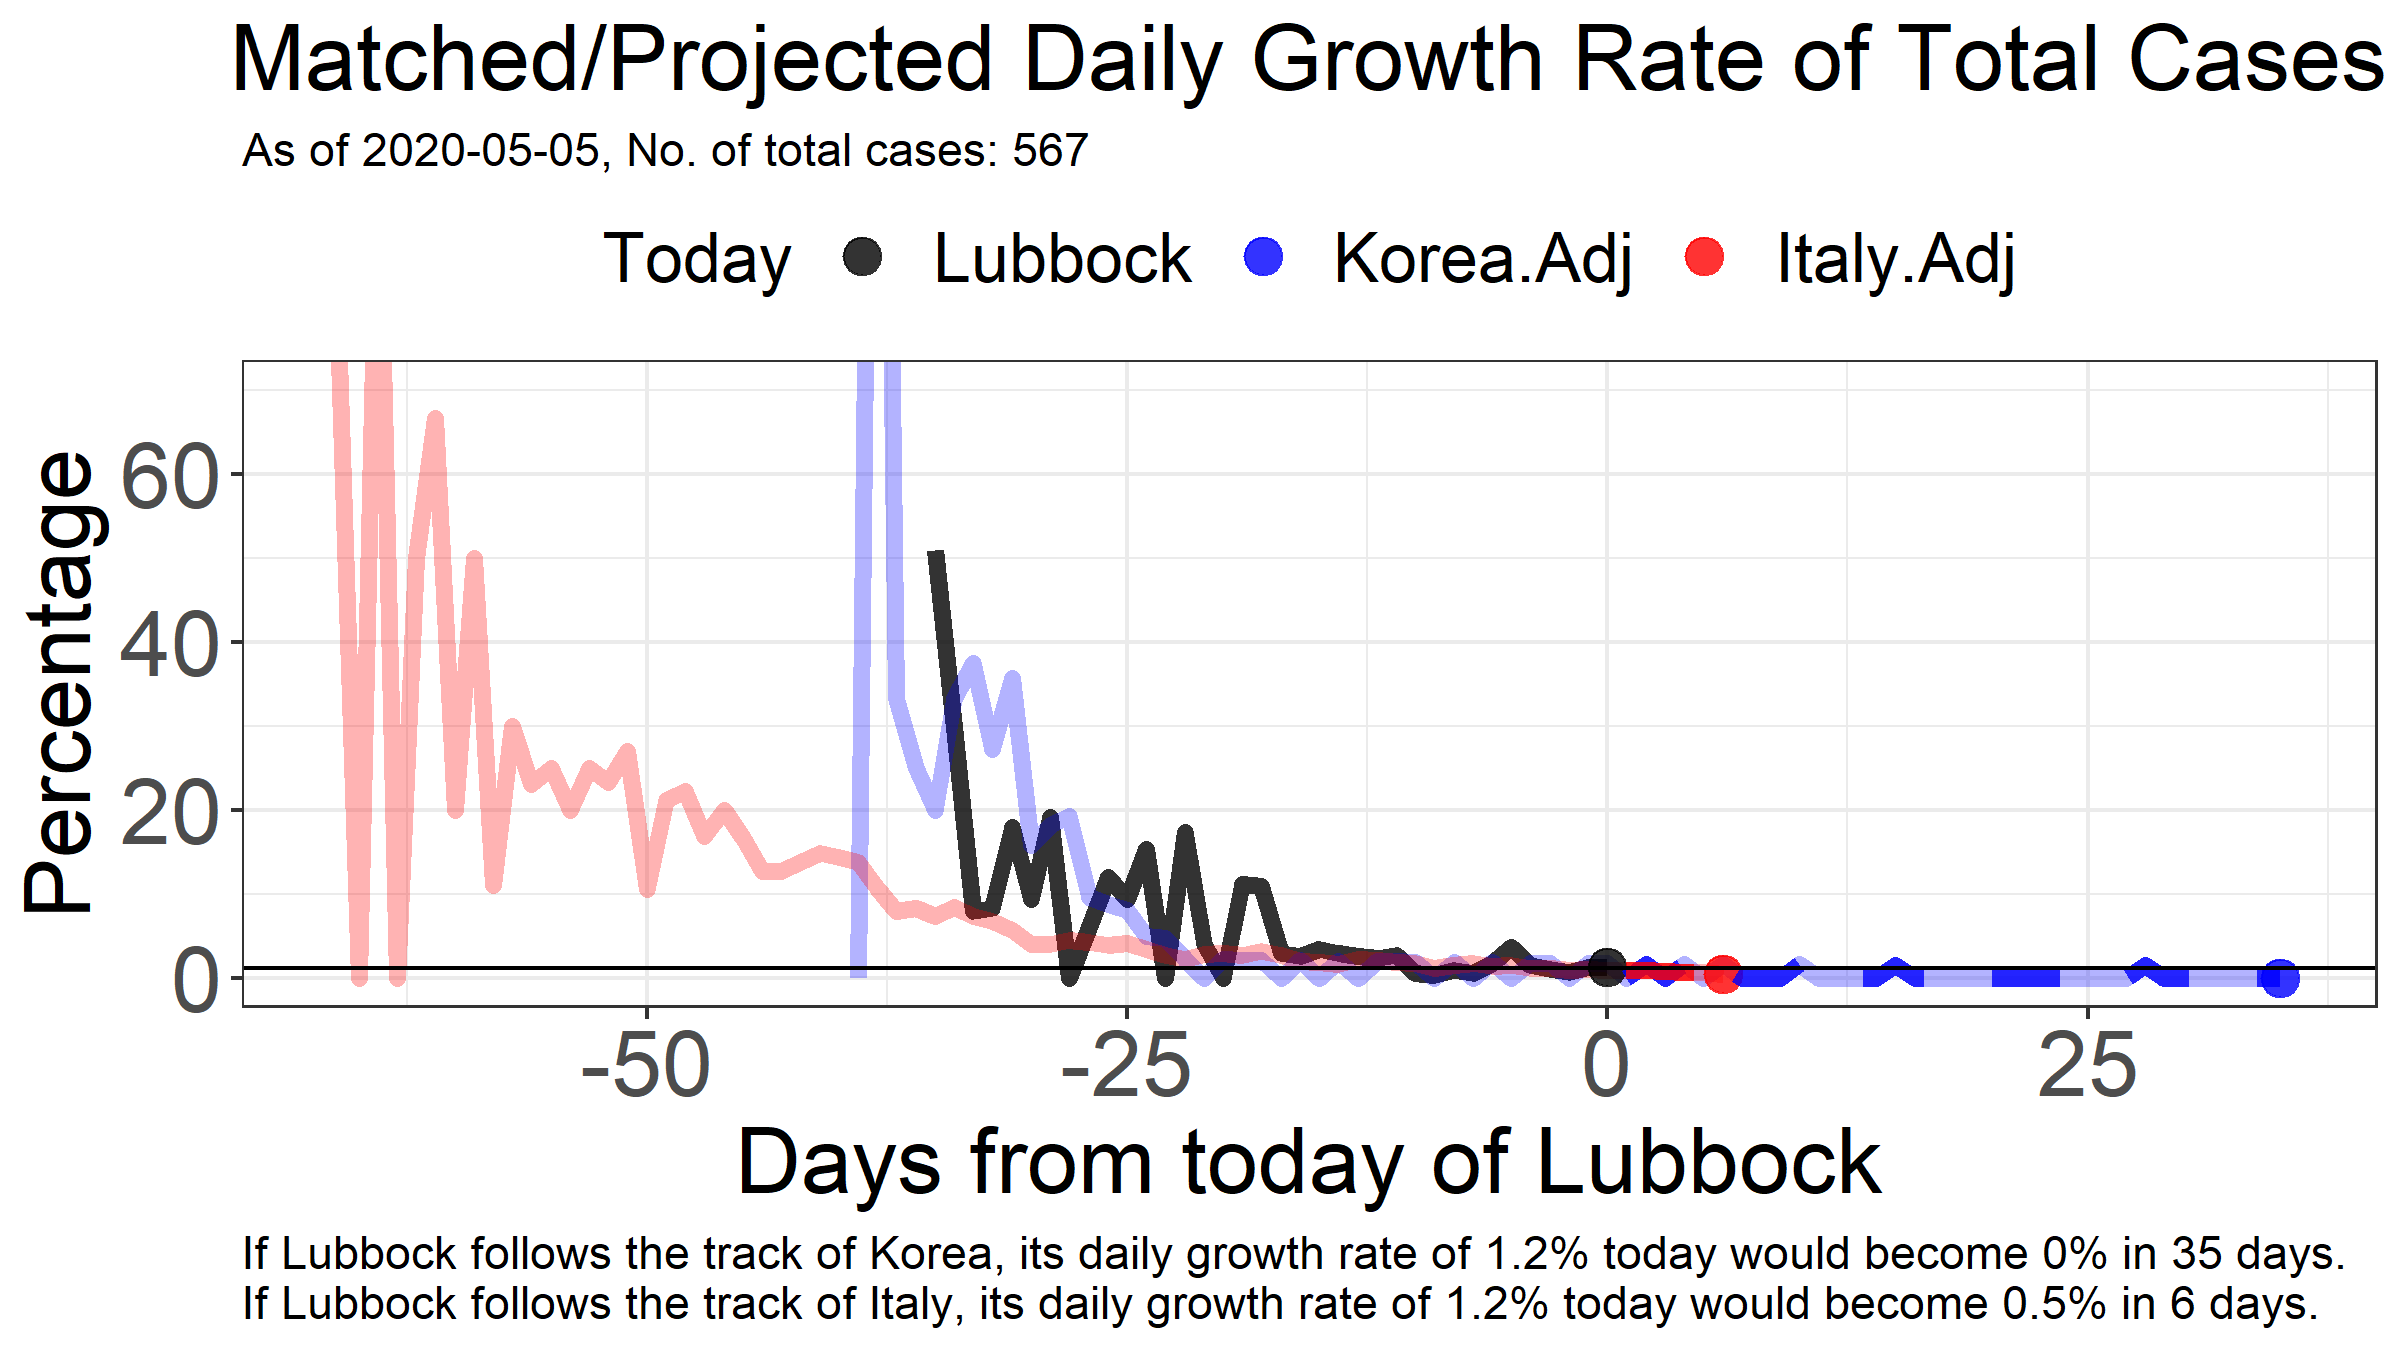 Matched/Projected Daily Growth Rate of Total Cases
As of 2020-05-05, No. of total cases: 567
Today Lubbock Korea.Adj Italy.Adj
Percentage
60
40
20
0
-50 -25 0 25
Days from today of Lubbock
If Lubbock follows the track of Korea, its daily growth rate of 1.2% today would become 0% in 35 days.
If Lubbock follows the track of Italy, its daily growth rate of 1.2% today would become 0.5% in 6 days.